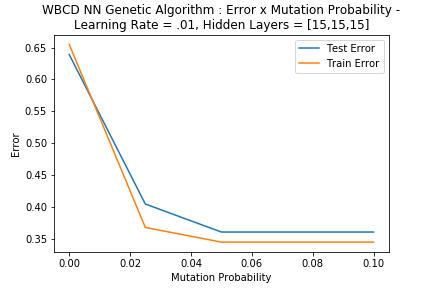 WBCD NN Genetic Algorithm : Error x Mutation Probability -
Learning Rate = .01, Hidden Layers = [15,15,15]
Test Error
Train Error
Error
0.65
0.60
0.55
0.50
0.45
0.40
0.35
0.00 0.02 0.04 0.06 0.08 0.10
Mutation Probability